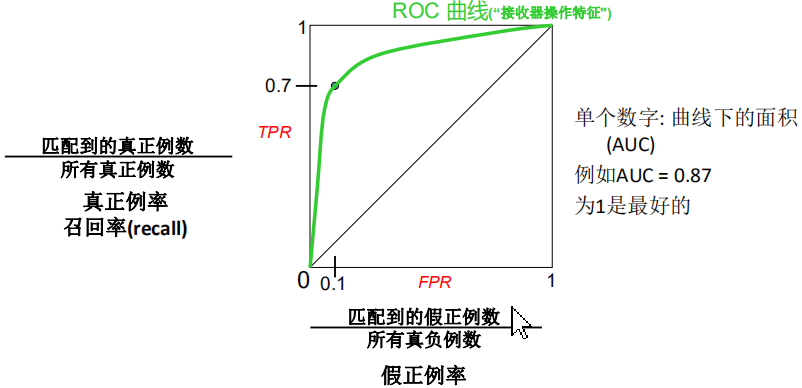 ROC 曲线(“接收器操作特征")
1
0.7
TPR
匹配到的真正例数
所有真正例数
真正例率
召回率(recall)
单个数字: 曲线下的面积
(AUC)
例如AUC = 0.87
为1是最好的
0
0.1
FPR
1
匹配到的假正例数
所有真负例数
假正例率